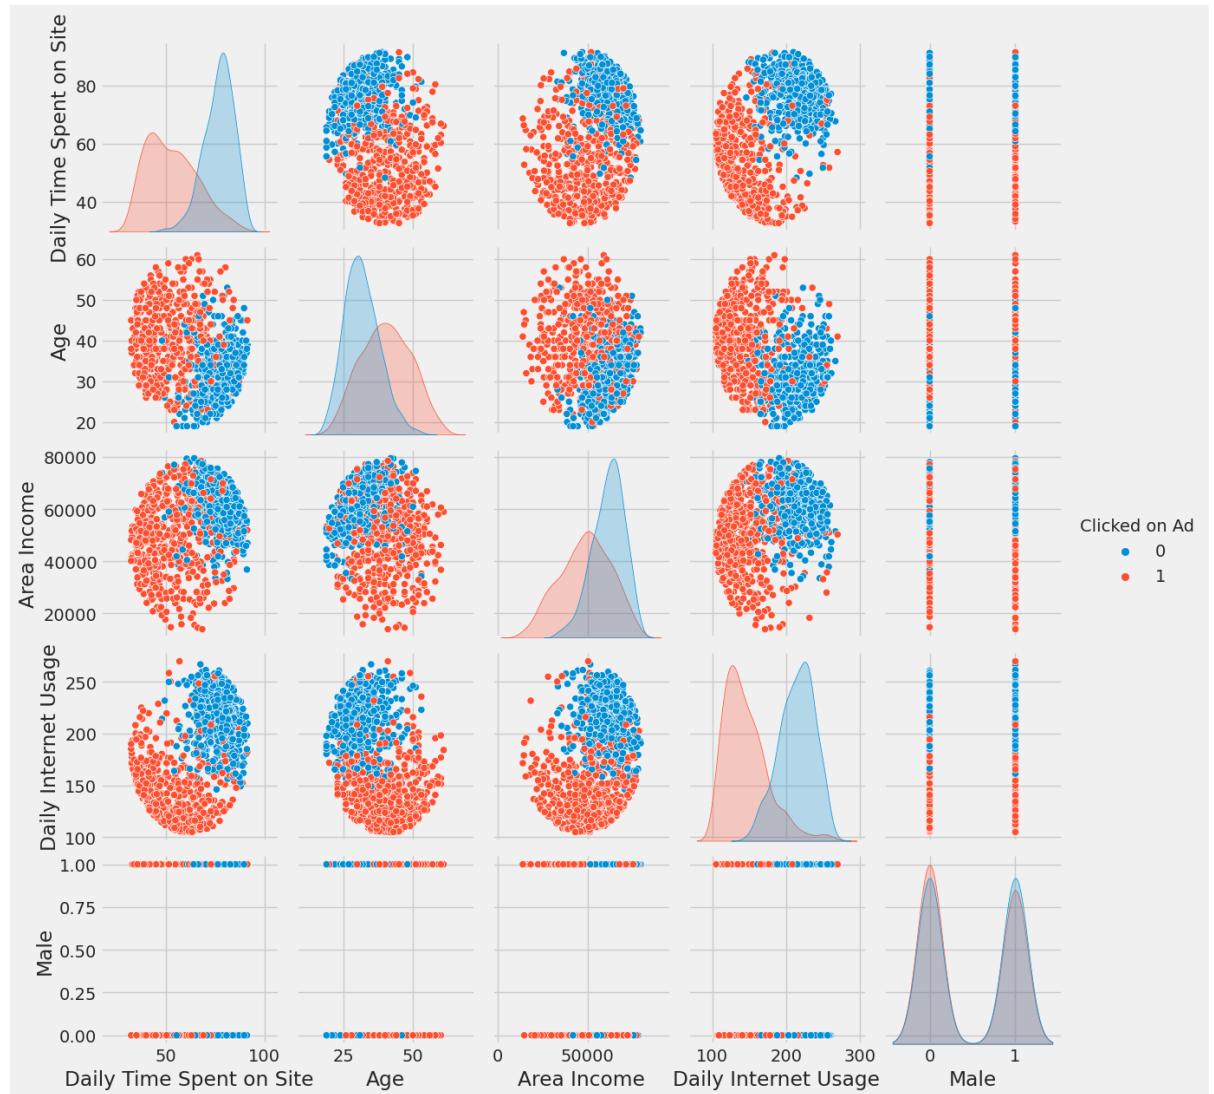 Daily Time Spent on Site
80
60
40
Age
60
50
40
30
20
Area Income
80000
60000
40000
20000
Clicked on Ad
0
1
Daily Internet Usage
250
200
150
100
Male
1.00
0.75
0.50
0.25
0.00
50 100 25 50 0 50000 100 200 300 0 1
Daily Time Spent on Site Age Area Income Daily Internet Usage Male